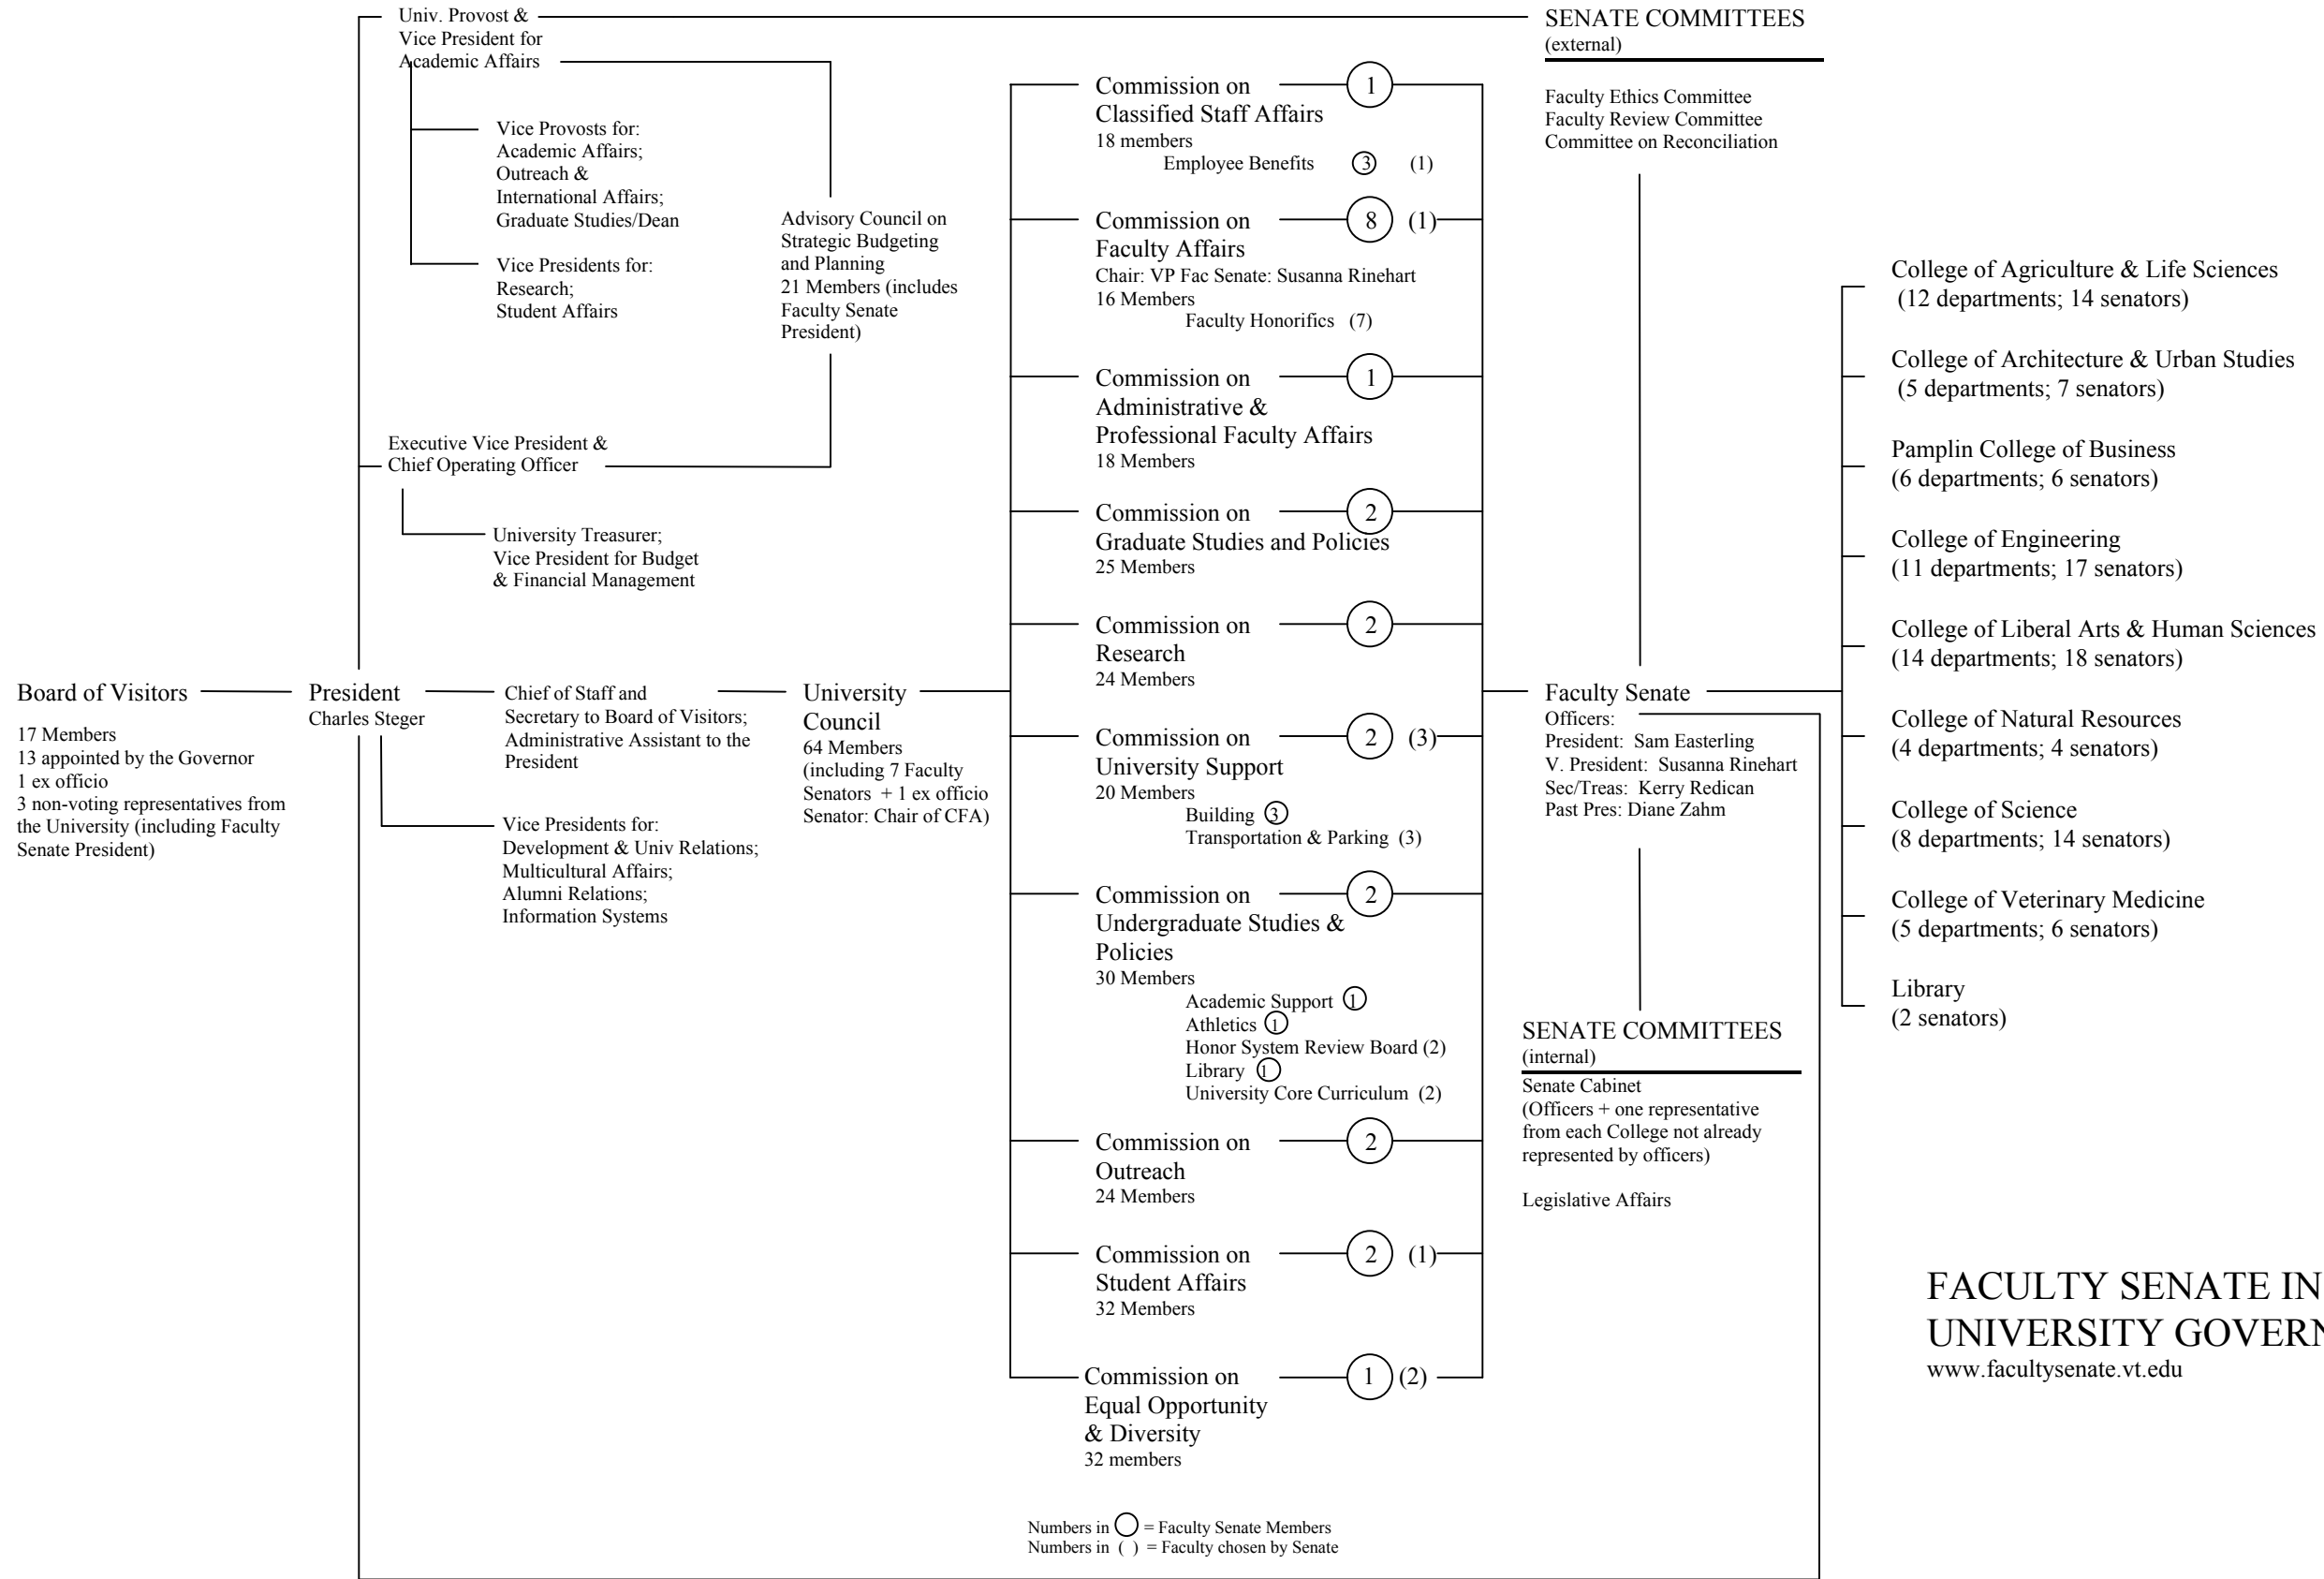 Univ. Provost &
Vice President for
Academic Affairs
Vice Provosts for:
Academic Affairs;
Outreach &
International Affairs;
Graduate Studies/Dean
Vice Presidents for:
Research;
Student Affairs
Advisory Council on
Strategic Budgeting
and Planning
21 Members (includes
Faculty Senate
President)
Executive Vice President &
Chief Operating Officer
University Treasurer;
Vice President for Budget
& Financial Management
Board of Visitors
17 Members
13 appointed by the Governor
1 ex officio
3 non-voting representatives from
the University (including Faculty
Senate President)
President
Charles Steger
Chief of Staff and
Secretary to Board of Visitors;
Administrative Assistant to the
President
Vice Presidents for:
Development & Univ Relations;
Multicultural Affairs;
Alumni Relations;
Information Systems
University
Council
64 Members
(including 7 Faculty
Senators + 1 ex officio
Senator: Chair of CFA)
Commission on 1
Classified Staff Affairs
18 members
Employee Benefits 3 (1)
Commission on 8 (1)
Faculty Affairs
Chair: VP Fac Senate: Susanna Rinehart
16 Members
Faculty Honorifics (7)
Commission on 1
Administrative &
Professional Faculty Affairs
18 Members
Commission on 2
Graduate Studies and Policies
25 Members
Commission on 2
Research
24 Members
Commission on 2 (3)
University Support
20 Members
Building 3
Transportation & Parking (3)
Commission on 2
Undergraduate Studies &
Policies
30 Members
Academic Support 1
Athletics 1
Honor System Review Board (2)
Library 1
University Core Curriculum (2)
Commission on 2
Outreach
24 Members
Commission on 2 (1)
Student Affairs
32 Members
Commission on 1 (2)
Equal Opportunity
& Diversity
32 members
Numbers in = Faculty Senate Members
Numbers in ( ) = Faculty chosen by Senate
SENATE COMMITTEES
(external)
Faculty Ethics Committee
Faculty Review Committee
Committee on Reconciliation
Faculty Senate
Officers:
President: Sam Easterling
V. President: Susanna Rinehart
Sec/Treas: Kerry Redican
Past Pres: Diane Zahm
SENATE COMMITTEES
(internal)
Senate Cabinet
(Officers + one representative
from each College not already
represented by officers)
Legislative Affairs
College of Agriculture & Life Sciences
(12 departments; 14 senators)
College of Architecture & Urban Studies
(5 departments; 7 senators)
Pamplin College of Business
(6 departments; 6 senators)
College of Engineering
(11 departments; 17 senators)
College of Liberal Arts & Human Sciences
(14 departments; 18 senators)
College of Natural Resources
(4 departments; 4 senators)
College of Science
(8 departments; 14 senators)
College of Veterinary Medicine
(5 departments; 6 senators)
Library
(2 senators)
FACULTY SENATE IN
UNIVERSITY GOVERN
www.facultysenate.vt.edu